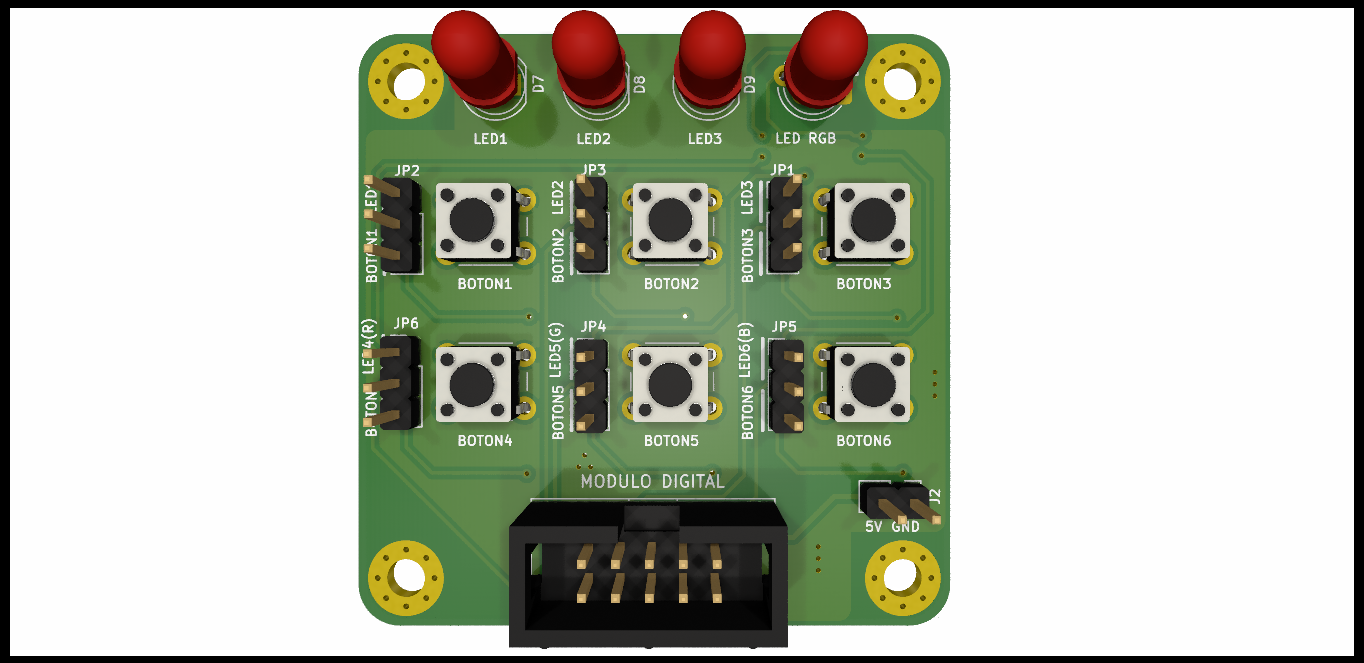 D7
D8
D9
LED1
LED2
LED3
LED RGB
JP2
JP3
JP1
LED2
LED3
BOTON2
BOTON3
BOTON1
BOTON2
BOTON3
JP6
JP4
JP5
LED5(G)
LED6(B)
BOTON5
BOTON6
BOTON4
BOTON5
BOTON6
MODULO DIGITAL
J2
5V GND